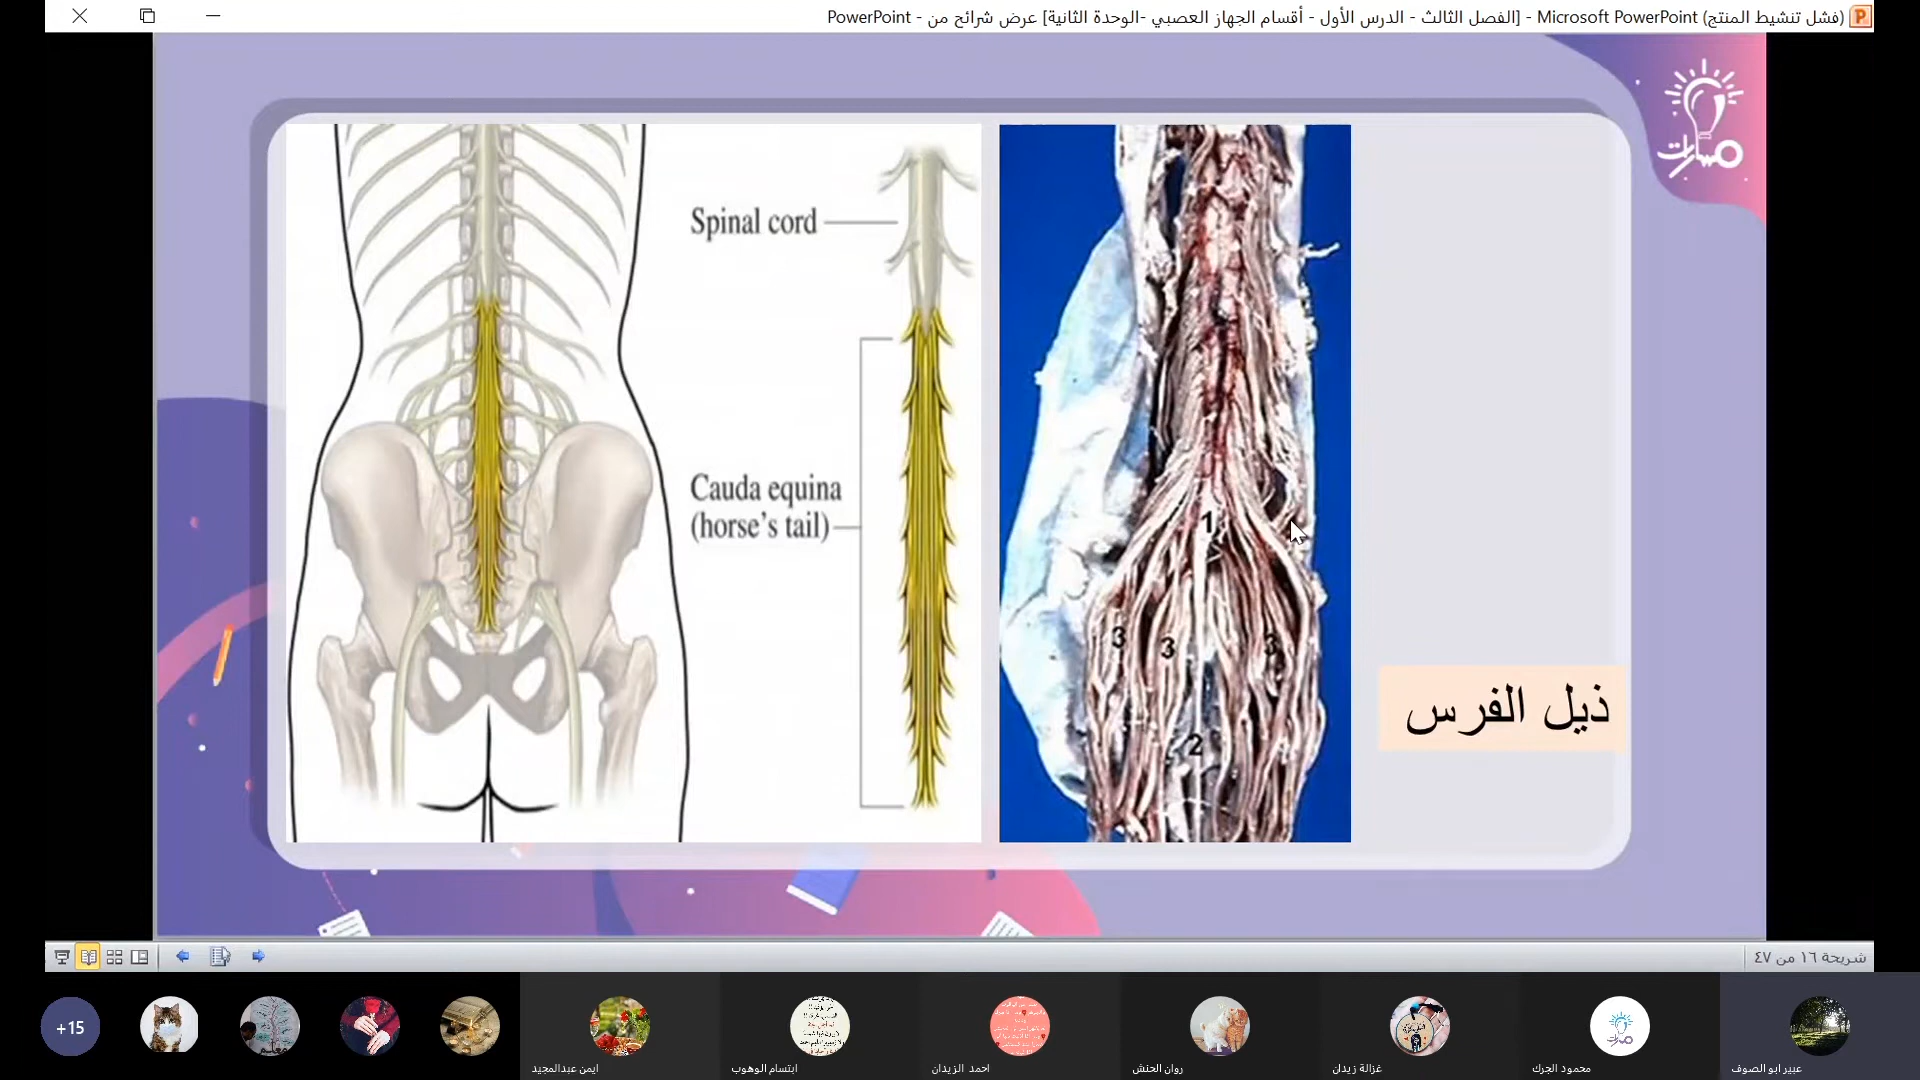 PowerPoint - [الفصل الثالث - الدرس الأول - أقسام الجهاز العصبي -الوحدة الثانية] عرض شرائح من - Microsoft PowerPoint (فشل تنشيط المنتج)
مسارات
Spinal cord
Cauda equina
(horse's tail)
1
3
3
3
2
ذيل الفرس
شريحة ١٦ من ٤٧
+15
ايمن عبدالمجيد
ابتسام الوهوب
احمد الزيدان
روان الحنش
غزالة زيدان
محمود الجرك
عبير ابو الصوف